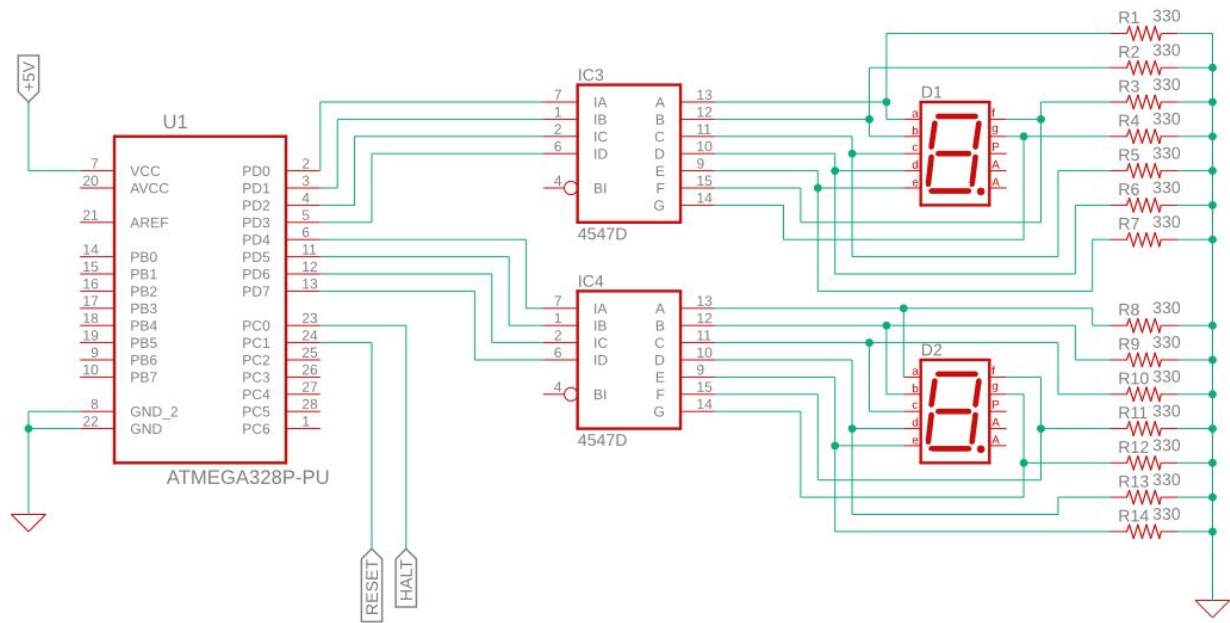 +5V
U1
7 VCC PD0 2
20 AVCC PD1 3
PD2 4
21 AREF PD3 5
PD4 6
14 PB0 PD5 11
15 PB1 PD6 12
16 PB2 PD7 13
17 PB3
18 PB4 PC0 23
19 PB5 PC1 24
9 PB6 PC2 25
10 PB7 PC3 26
PC4 27
8 GND_2 PC5 28
22 GND PC6 1
ATMEGA328P-PU
RESET
HALT
IC3
7 IA A 13
1 IB B 12
2 IC C 11
6 ID D 10
E 9
4 BI F 15
G 14
4547D
IC4
7 IA A 13
1 IB B 12
2 IC C 11
6 ID D 10
E 9
4 BI F 15
G 14
4547D
D1
a f
b g
c P
d A
e A
D2
a f
b g
c P
d A
e A
R1 330
R2 330
R3 330
R4 330
R5 330
R6 330
R7 330
R8 330
R9 330
R10 330
R11 330
R12 330
R13 330
R14 330